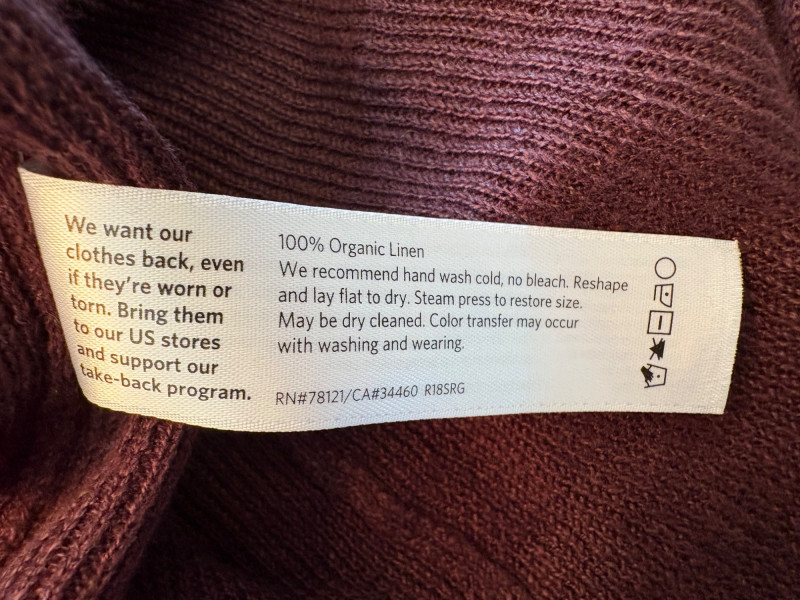 We want our
clothes back, even
if they're worn or
torn. Bring them
to our US stores
and support our
take-back program.
100% Organic Linen
We recommend hand wash cold, no bleach. Reshape
and lay flat to dry. Steam press to restore size.
May be dry cleaned. Color transfer may occur
with washing and wearing.
RN#78121/CA#34460 R18SRG